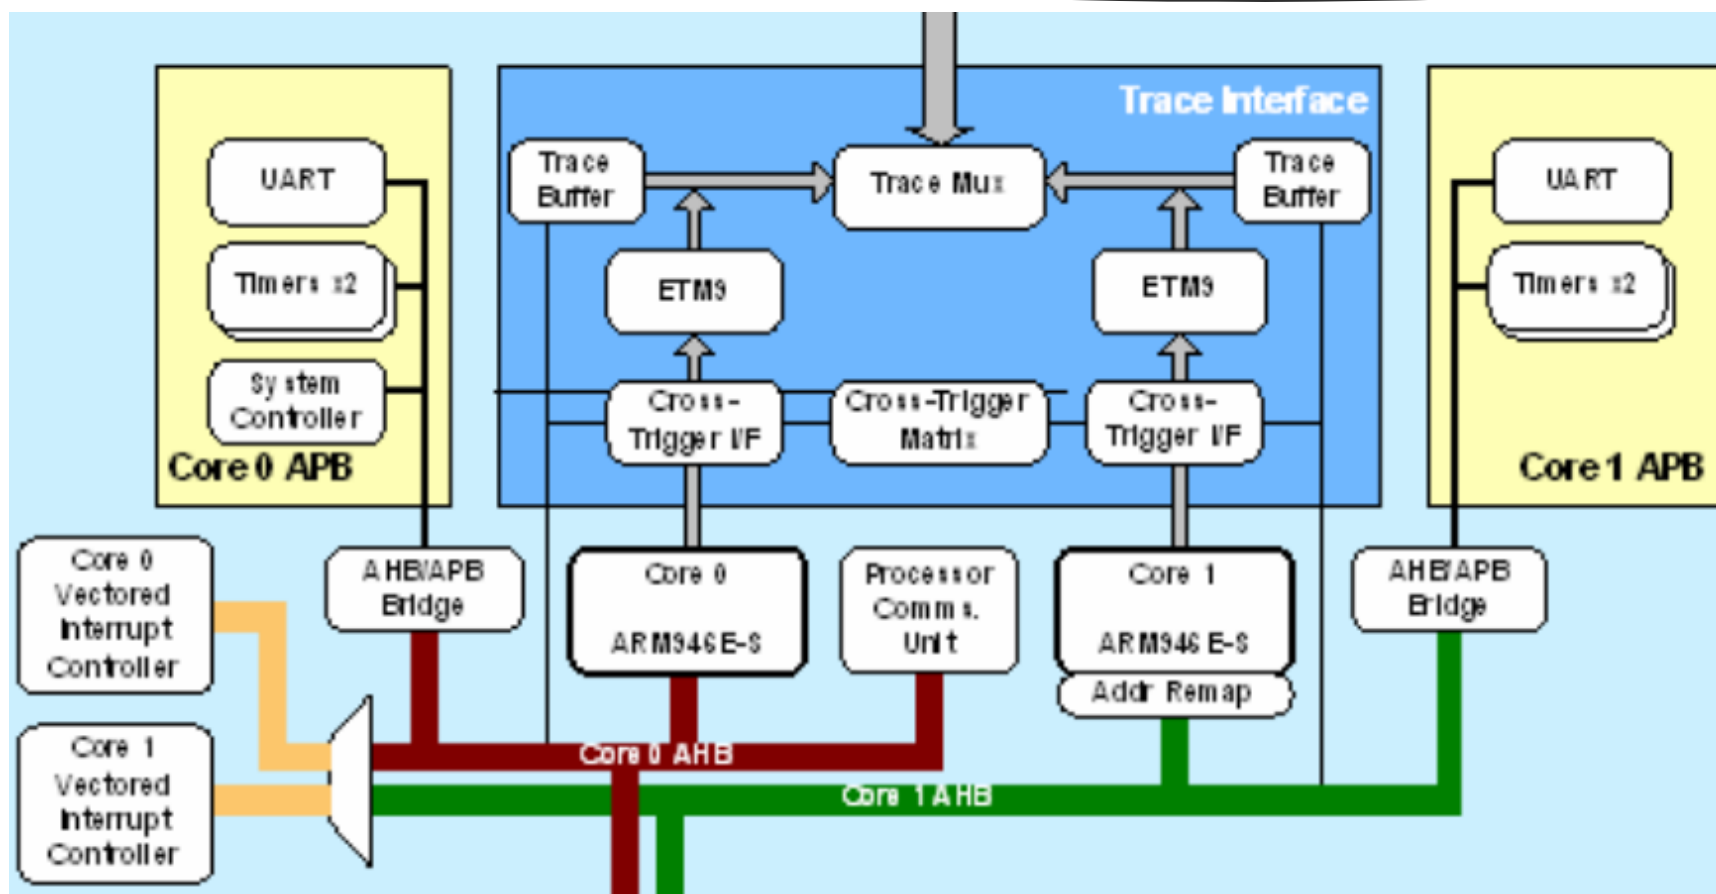 Trace Interface
UART
Trace
Buffer
Trace Mux
Trace
Buffer
UART
Timers x2
ETM9
ETM9
Timers x2
System
Controller
Cross-
Trigger I/F
Cross-Trigger
Matrix
Cross-
Trigger I/F
Core 0 APB
Core 1 APB
Core 0
Vectored
Interrupt
Controller
AHB/APB
Bridge
Core 0
ARM946E-S
Processor
Comms.
Unit
Core 1
ARM946E-S
Addr Remap
AHB/APB
Bridge
Core 1
Vectored
Interrupt
Controller
Core 0 AHB
Core 1 AHB